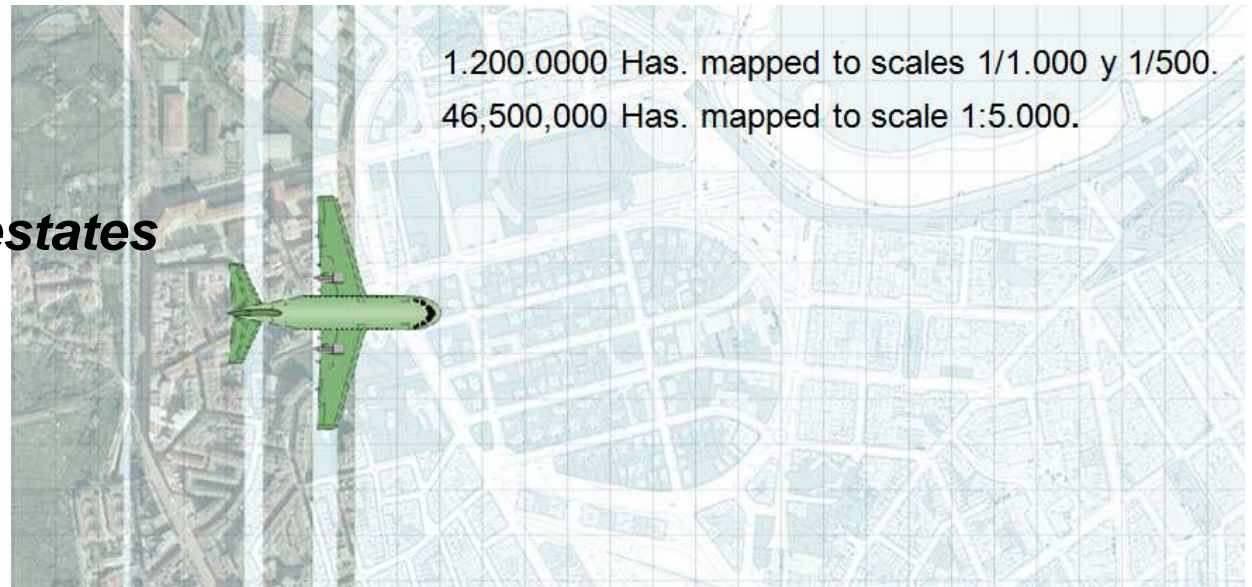 1.200.0000 Has. mapped to scales 1/1.000 y 1/500.
46,500,000 Has. mapped to scale 1:5.000.
estates